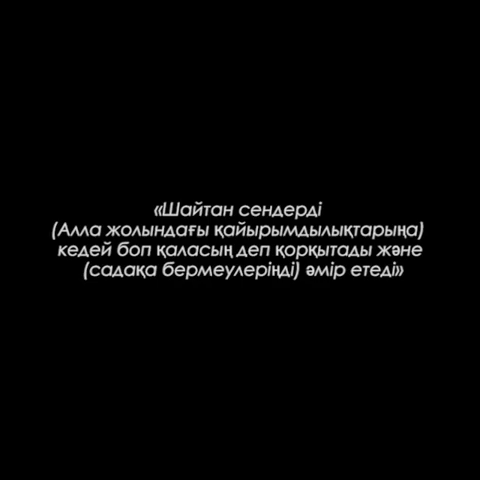 «Шайтан сендерді
(Алла жолындағы қайырымдылықтарыңа)
кедей боп қаласың деп қорқытады және
(садақа бермеулеріңді) әмір етеді»